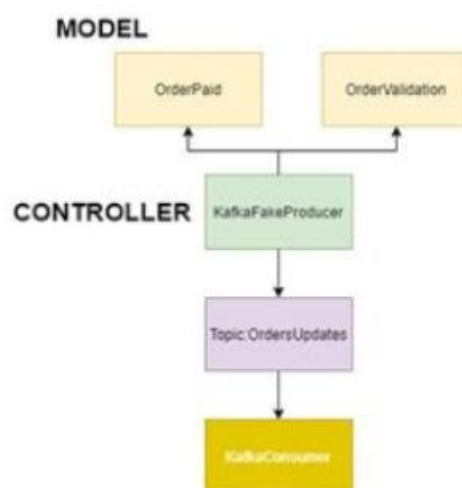 MODEL
OrderPaid
OrderValidation
CONTROLLER
KafkaFakeProducer
Topic:OrdersUpdates
KafkaConsumer